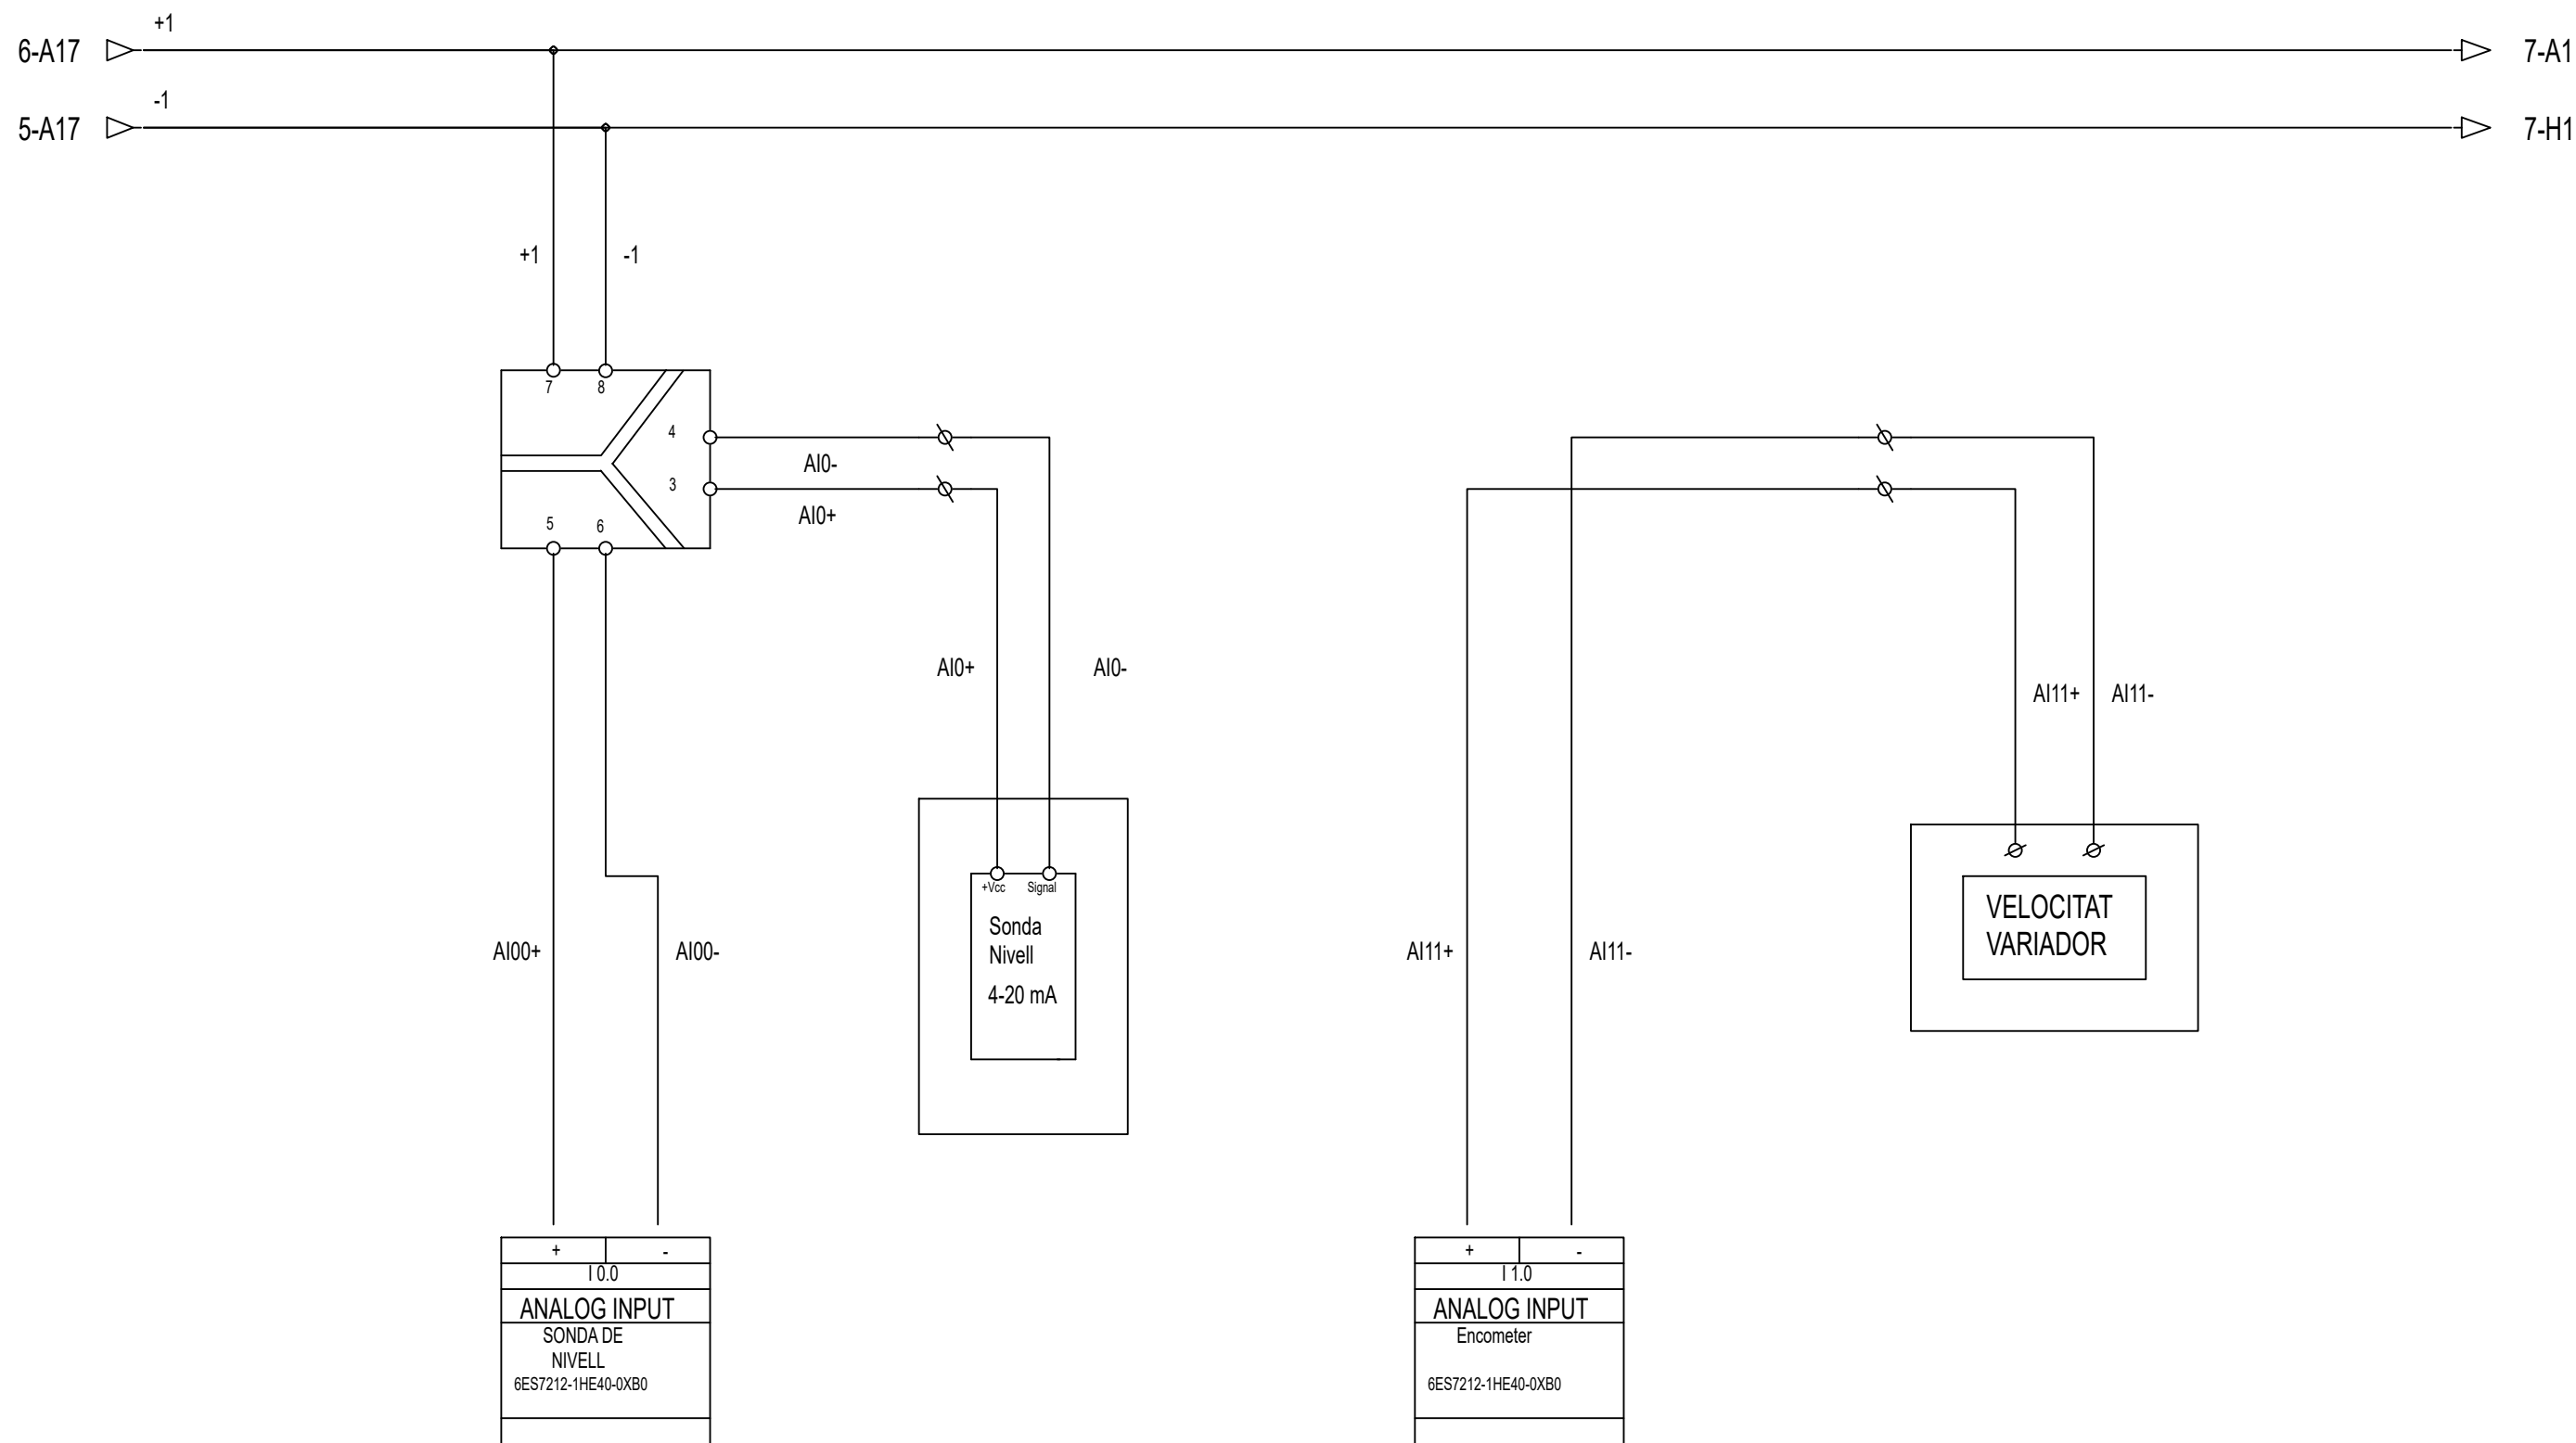 +1
6-A17
7-A1
-1
5-A17
7-H1
+1
-1
7
8
4
AI0-
3
AI0+
5
6
AI0+
AI0-
AI11+
AI11-
+Vcc
Signal
Sonda
Nivell
4-20 mA
VELOCITAT
VARIADOR
AI00+
AI00-
AI11+
AI11-
+
-
I 0.0
ANALOG INPUT
SONDA DE
NIVELL
6ES7212-1HE40-0XB0
+
-
I 1.0
ANALOG INPUT
Encometer
6ES7212-1HE40-0XB0